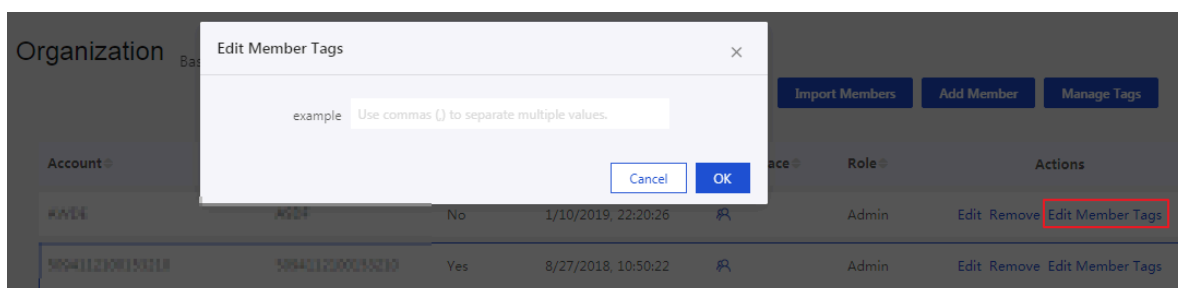 Organization Bas
Edit Member Tags
Import Members Add Member Manage Tags
example Use commas (,) to separate multiple values.
Cancel OK
Account ace Role Actions
No 1/10/2019, 22:20:26 Admin Edit Remove Edit Member Tags
Yes 8/27/2018, 10:50:22 Admin Edit Remove Edit Member Tags